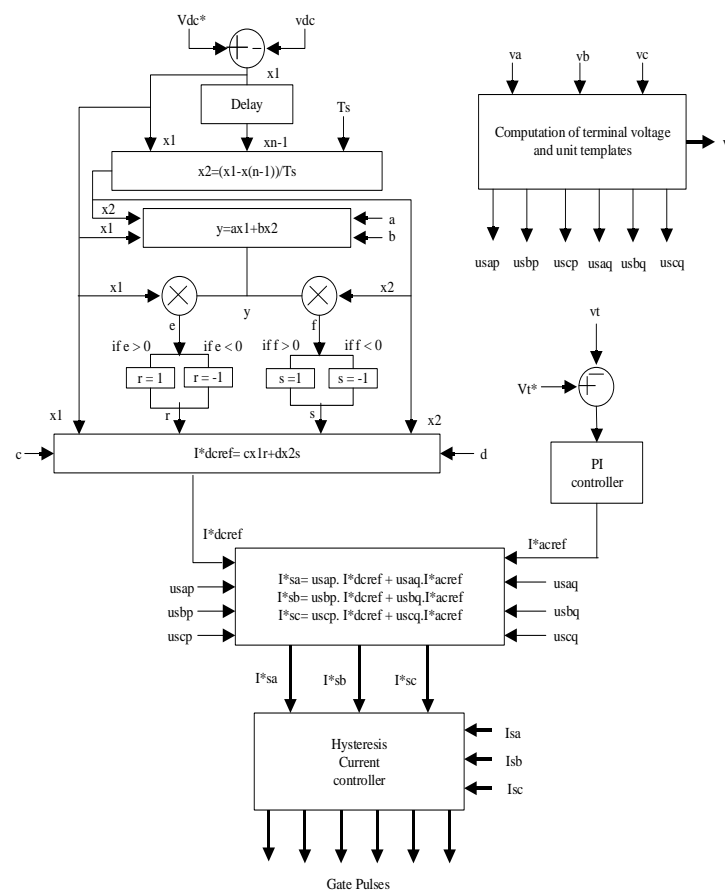 Vdc*
vdc
+
-
x1
Delay
Ts
x1
xn-1
x2=(x1-x(n-1))/Ts
x2
x1
y=ax1+bx2
a
b
x1
x2
e
y
f
if e > 0
if e < 0
if f > 0
if f < 0
r = 1
r = -1
s =1
s = -1
x1
r
s
x2
c
I*dcref= cx1r+dx2s
d
va
vb
vc
Computation of terminal voltage
and unit templates
v
usap
usbp
uscp
usaq
usbq
uscq
vt
Vt*
+
−
PI
controller
I*dcref
I*acref
usap
usbp
uscp
I*sa= usap. I*dcref + usaq.I*acref
I*sb= usbp. I*dcref + usbq.I*acref
I*sc= uscp. I*dcref + uscq.I*acref
usaq
usbq
uscq
I*sa
I*sb
I*sc
Hysteresis
Current
controller
Isa
Isb
Isc
Gate Pulses